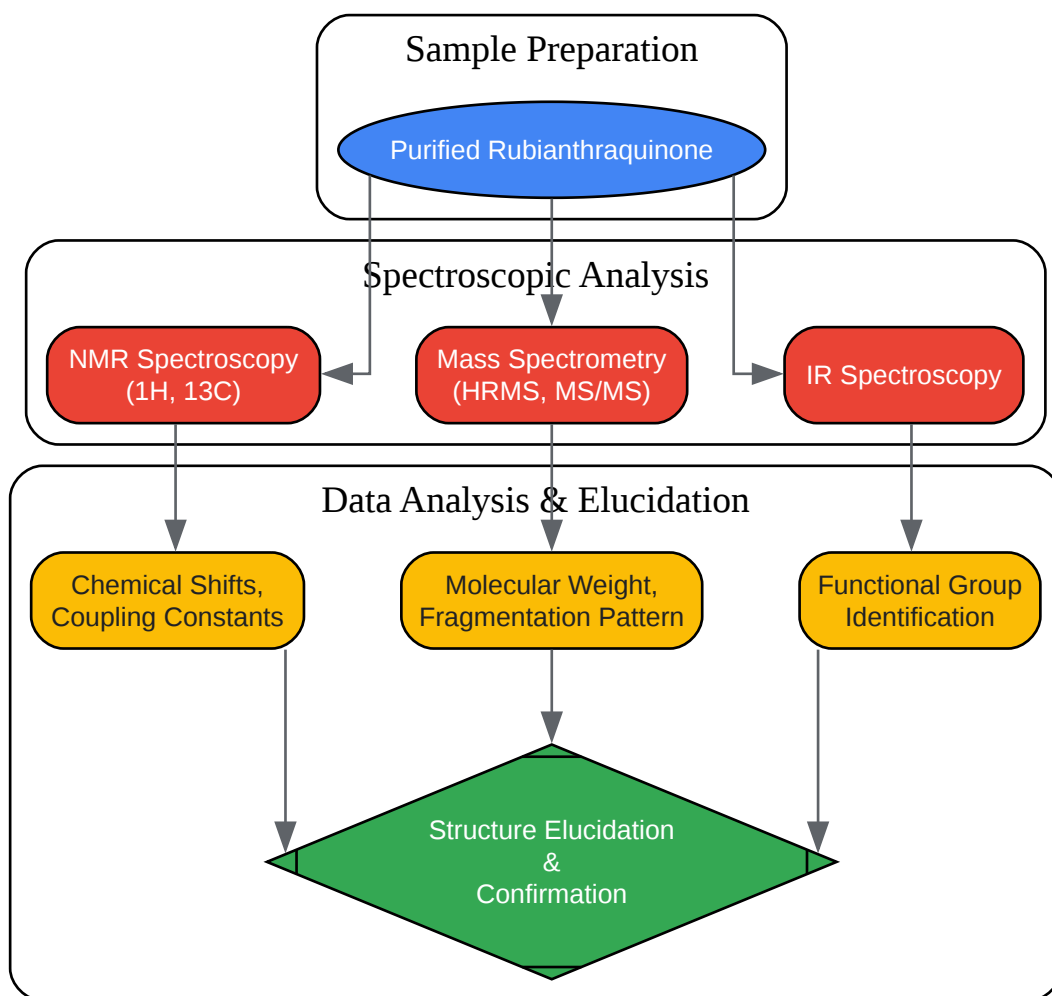 Sample Preparation
Purified Rubianthraquinone
Spectroscopic Analysis
NMR Spectroscopy
(1H, 13C)
Mass Spectrometry
(HRMS, MS/MS)
IR Spectroscopy
Data Analysis & Elucidation
Chemical Shifts,
Coupling Constants
Molecular Weight,
Fragmentation Pattern
Functional Group
Identification
Structure Elucidation
&
Confirmation